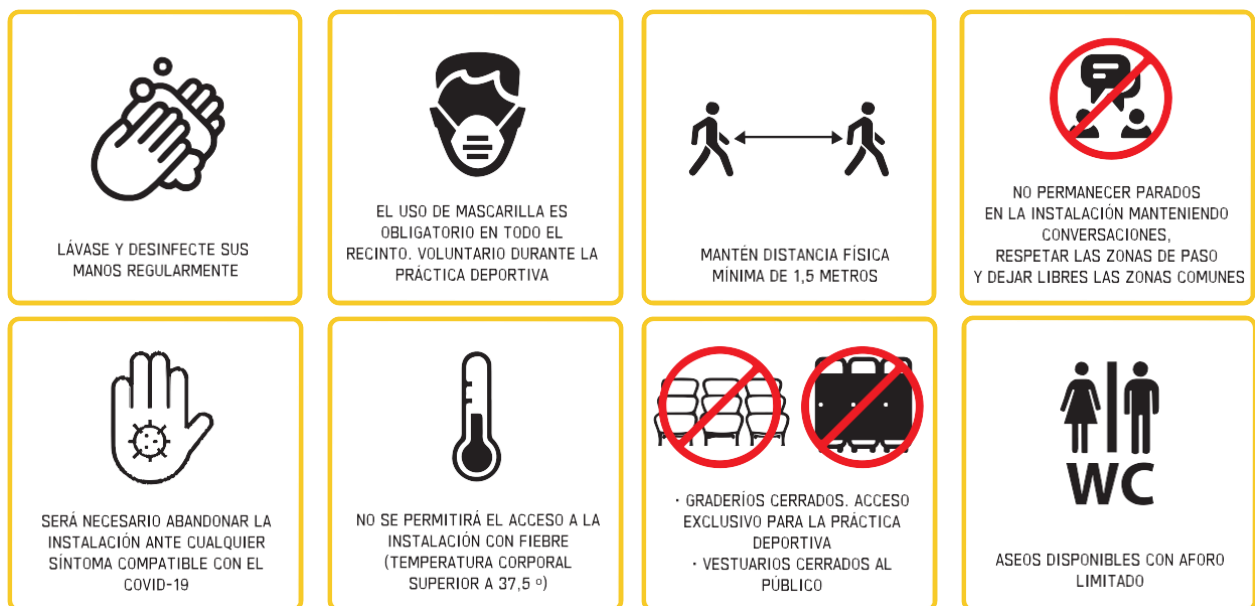 LÁVASE Y DESINFECTE SUS
MANOS REGULARMENTE
EL USO DE MASCARILLA ES
OBLIGATORIO EN TODO EL
RECINTO. VOLUNTARIO DURANTE LA
PRÁCTICA DEPORTIVA
MANTÉN DISTANCIA FÍSICA
MÍNIMA DE 1,5 METROS
NO PERMANECER PARADOS
EN LA INSTALACIÓN MANTENIENDO
CONVERSACIONES,
RESPETAR LAS ZONAS DE PASO
Y DEJAR LIBRES LAS ZONAS COMUNES
SERÁ NECESARIO ABANDONAR LA
INSTALACIÓN ANTE CUALQUIER
SÍNTOMA COMPATIBLE CON EL
COVID-19
NO SE PERMITIRÁ EL ACCESO A LA
INSTALACIÓN CON FIEBRE
(TEMPERATURA CORPORAL
SUPERIOR A 37,5 º)
· GRADERÍOS CERRADOS. ACCESO
EXCLUSIVO PARA LA PRÁCTICA
DEPORTIVA
· VESTUARIOS CERRADOS AL
PÚBLICO
WC
ASEOS DISPONIBLES CON AFORO
LIMITADO